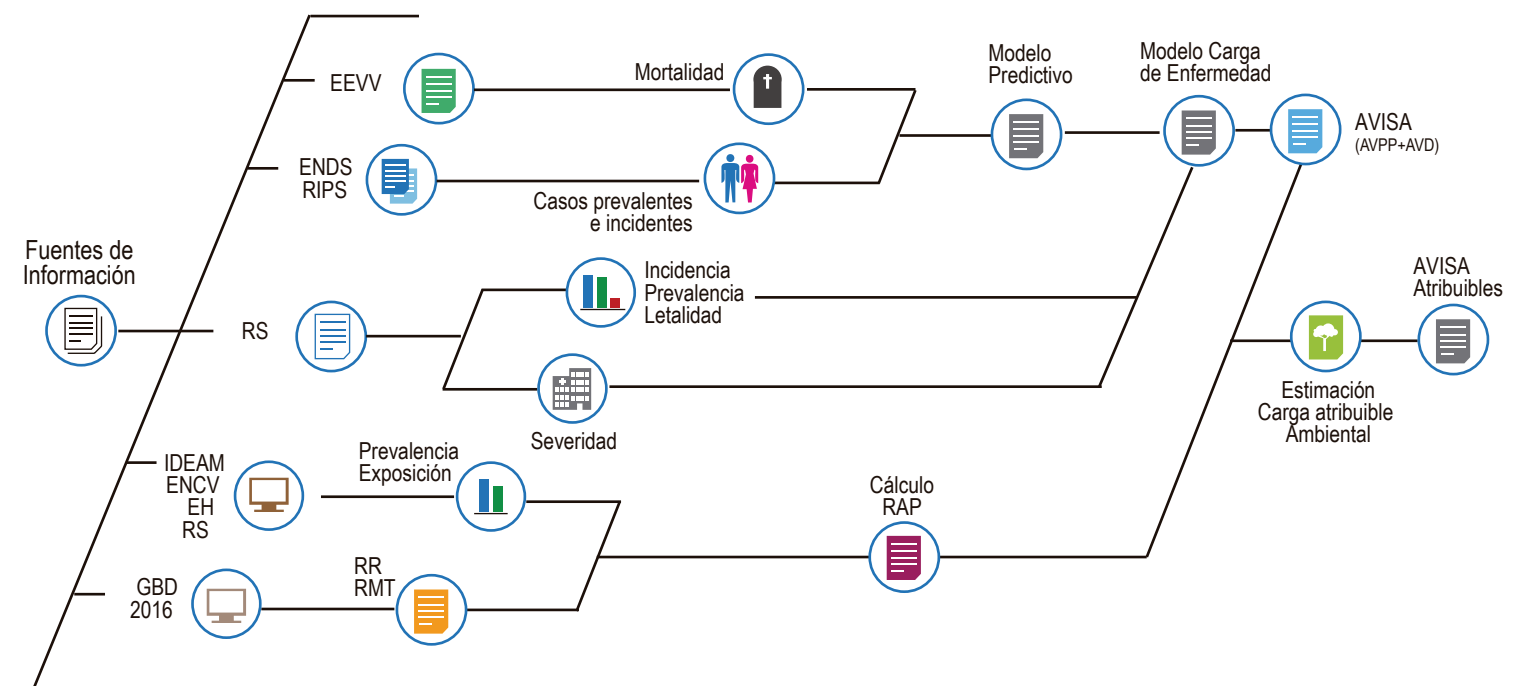 EEVV
Mortalidad
Modelo
Predictivo
Modelo Carga
de Enfermedad
AVISA
(AVPP+AVD)
ENDS
RIPS
Casos prevalentes
e incidentes
Fuentes de
Información
RS
Incidencia
Prevalencia
Letalidad
Severidad
AVISA
Atribuibles
Estimación
Carga atribuible
Ambiental
IDEAM
ENCV
EH
RS
Prevalencia
Exposición
Cálculo
RAP
GBD
2016
RR
RMT